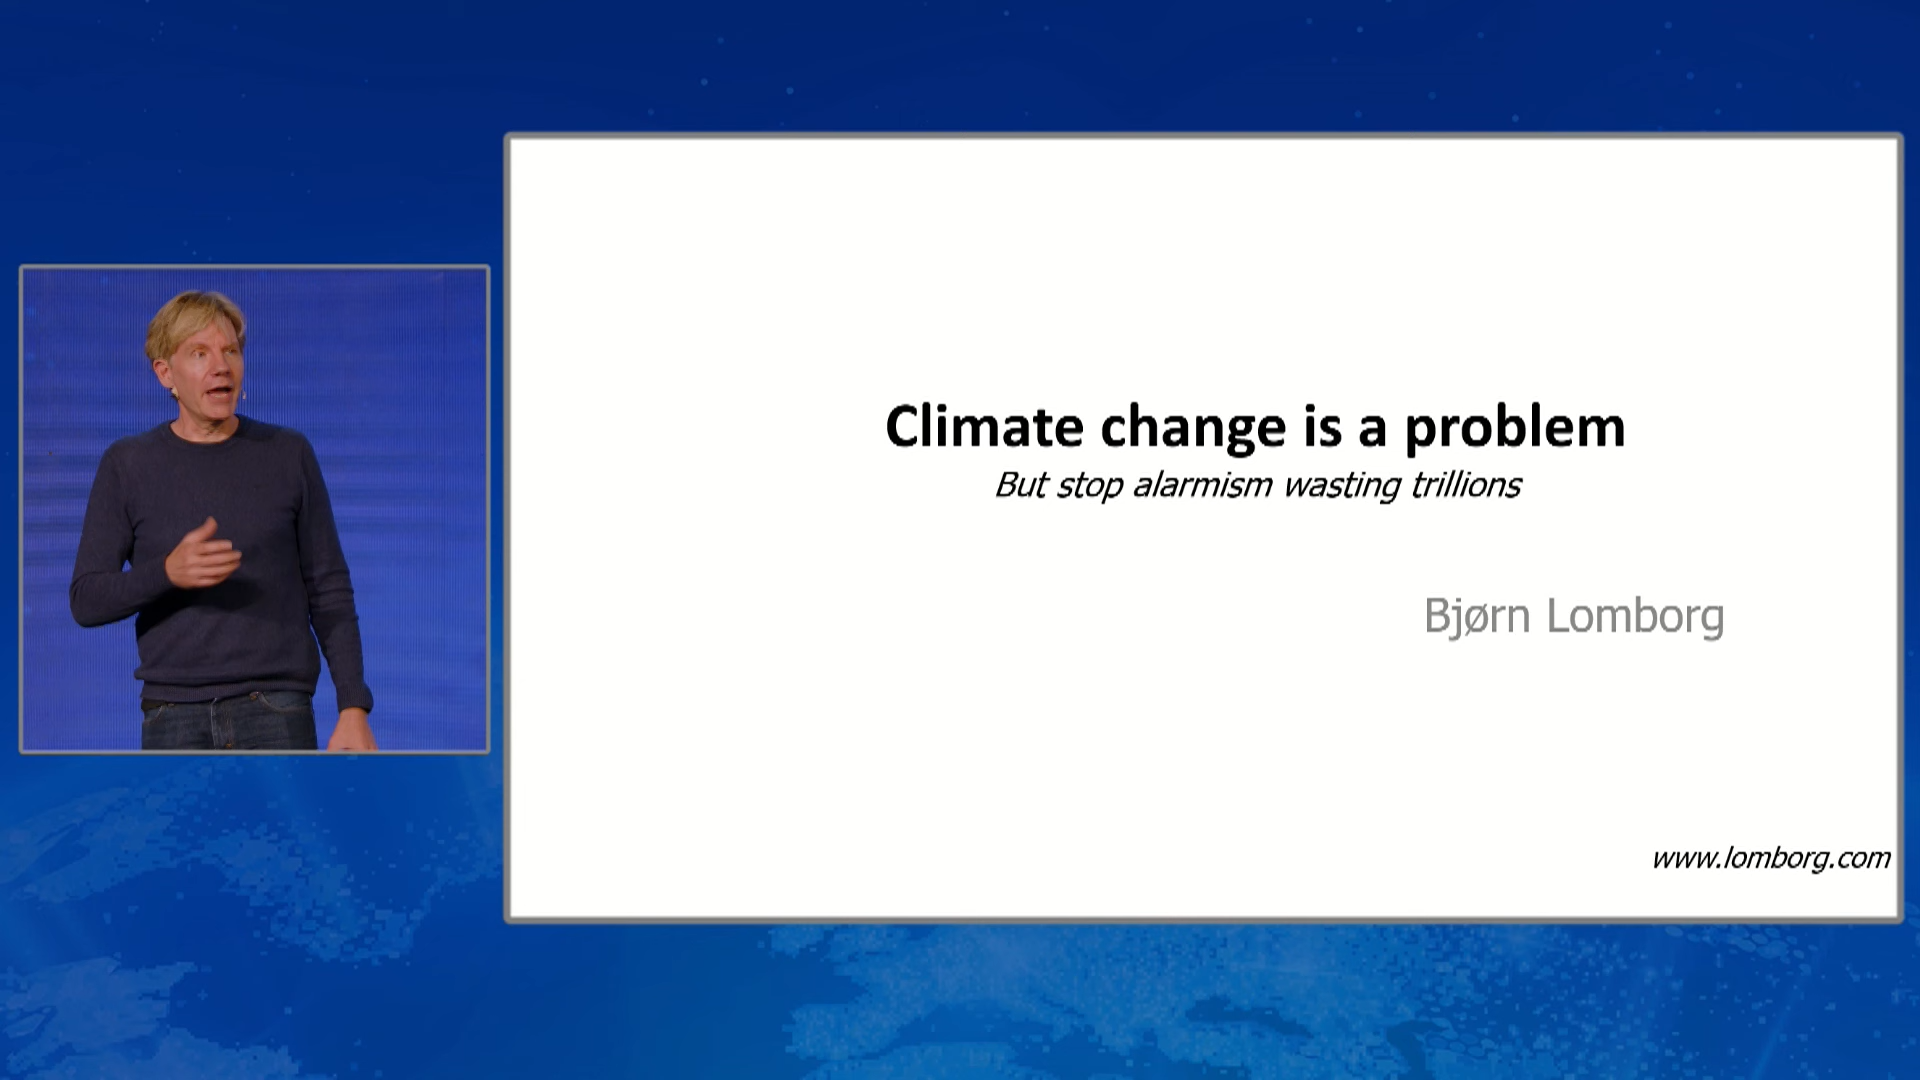 Climate change is a problem
But stop alarmism wasting trillions
Bjørn Lomborg
www.lomborg.com